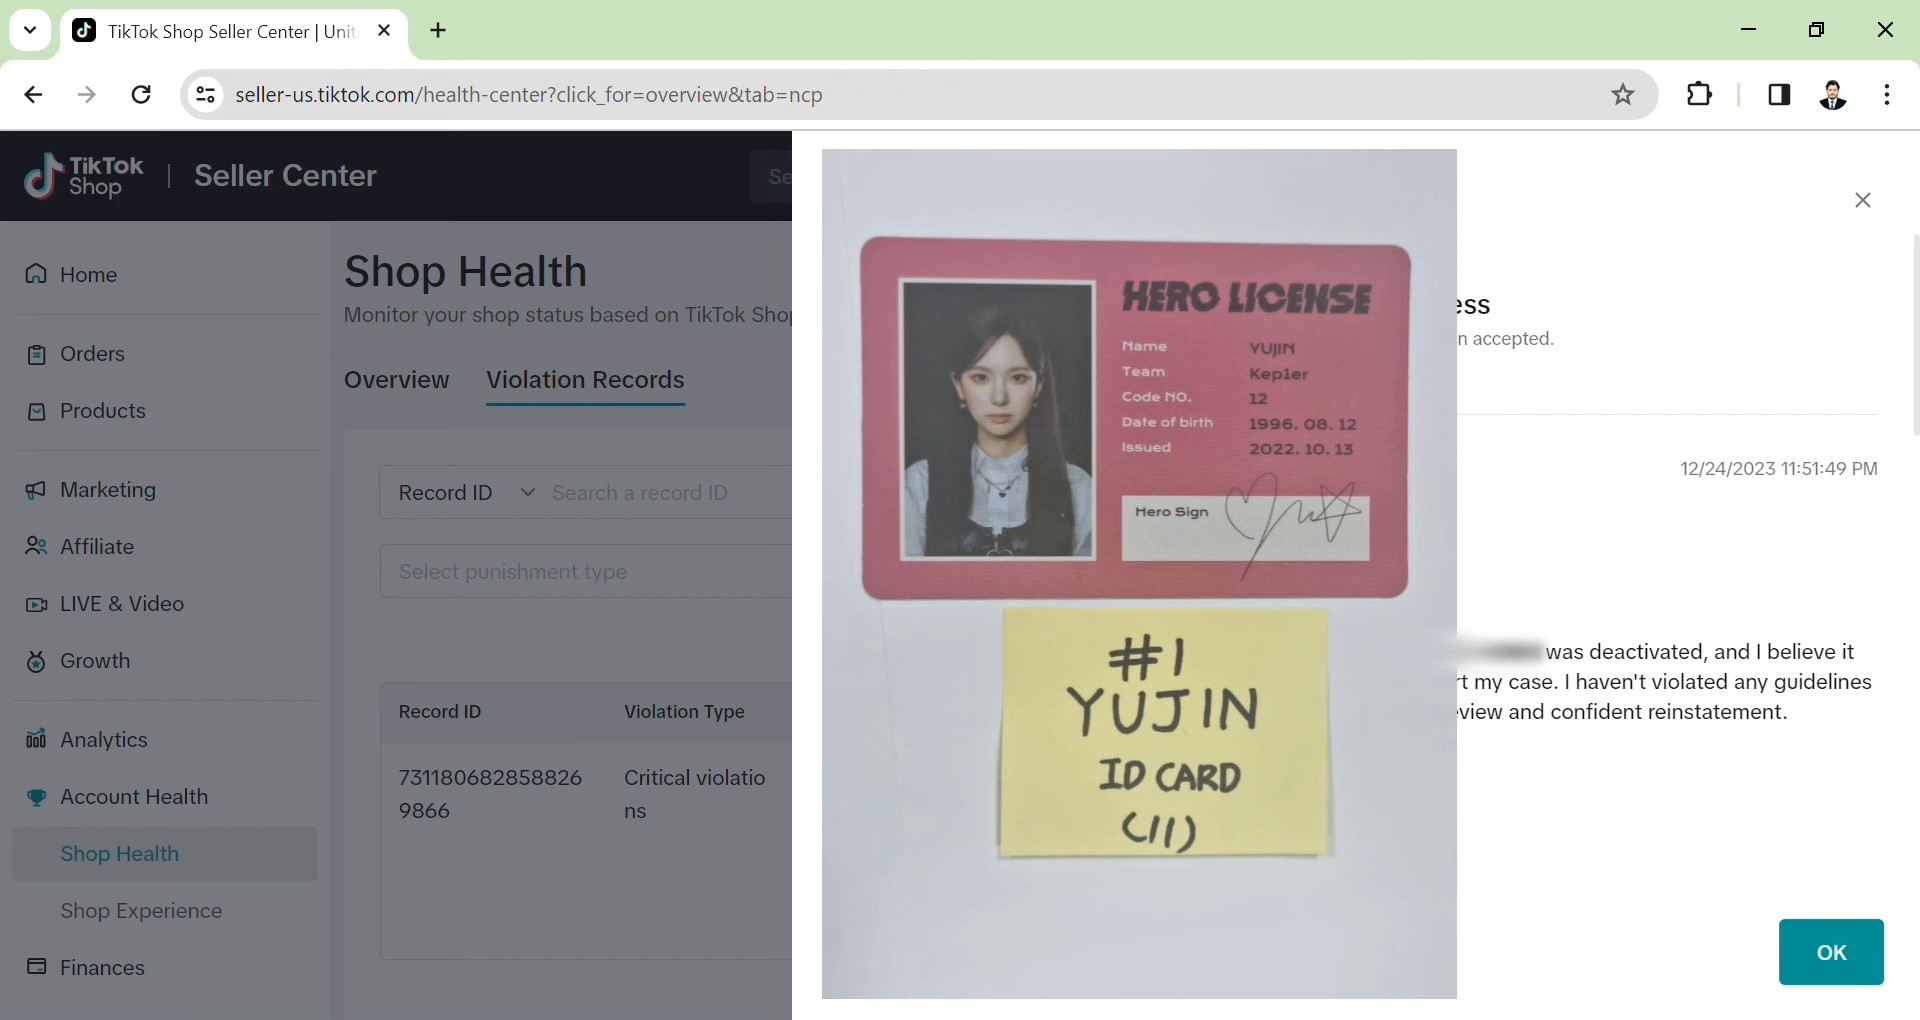 TikTok Shop Seller Center | Unit
seller-us.tiktok.com/health-center?click_for=overview&tab=ncp
TikTok
Shop
Seller Center
Se
Home
Orders
Products
Marketing
Affiliate
LIVE & Video
Growth
Analytics
Account Health
Shop Health
Shop Experience
Finances
Shop Health
Monitor your shop status based on TikTok Shop
Overview
Violation Records
Record ID
Search a record ID
Select punishment type
Record ID Violation Type
731180682858826 Critical violatio
9866 ns
HERO LICENSE
Name YUJIN
Team Kep1er
Code NO. 12
Date of birth 1996. 08. 12
Issued 2022. 10. 13
Hero Sign
#1
YUJIN
ID CARD
(11)
ess
n accepted.
12/24/2023 11:51:49 PM
was deactivated, and I believe it
rt my case. I haven't violated any guidelines
view and confident reinstatement.
OK